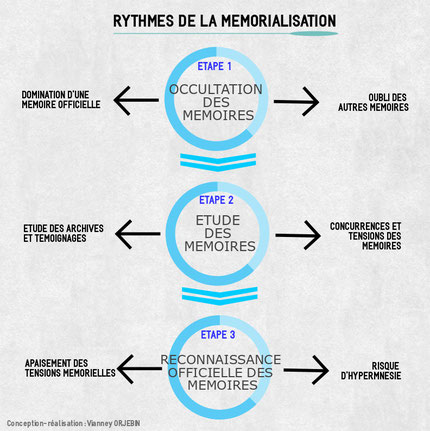 RYTHMES DE LA MEMORIALISATION
ETAPE 1
OCCULTATION
DES
MEMOIRES
DOMINATION D'UNE
MEMOIRE OFFICIELLE
OUBLI DES
AUTRES MEMOIRES
ETAPE 2
ETUDE
DES
MEMOIRES
ETUDE DES ARCHIVES
ET TEMOIGNAGES
CONCURRENCES ET
TENSIONS DES
MEMOIRES
ETAPE 3
RECONNAISSANCE
OFFICIELLE DES
MEMOIRES
APAISEMENT DES
TENSIONS MEMORIELLES
RISQUE
D'HYPERMNESIE
Conception-réalisation : Vianney ORJEBIN